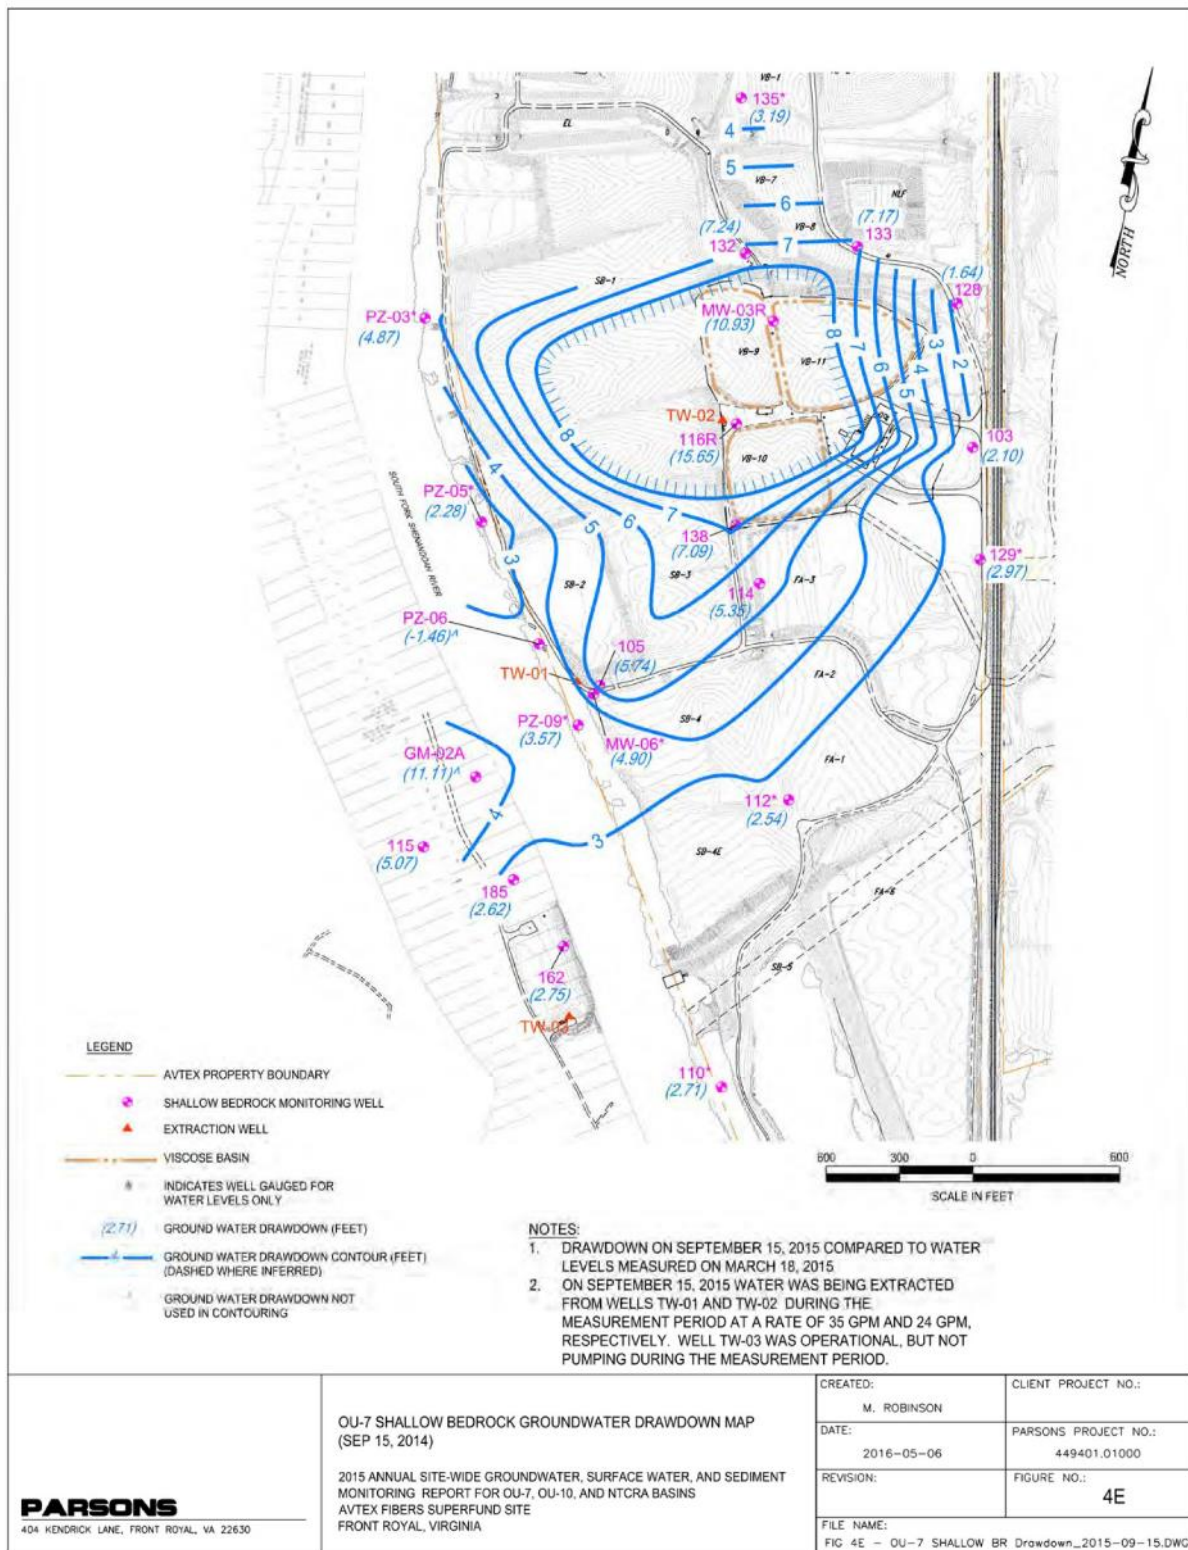 VB-1
135*
(3.19)
EL
4
5
VB-7
NLF
6
(7.17)
VB-8
(7.24)
133
132
7
(1.64)
SB-1
128
PZ-03*
(4.87)
MW-03R
(10.93)
8
7
6
5
4
3
2
VB-9
VB-11
TW-02
116R
(15.65)
VB-10
8
103
(2.10)
4
PZ-05*
(2.28)
5
6
7
138
(7.09)
SOUTH FORK SHENANDOAH RIVER
3
129*
(2.97)
SB-2
SB-3
FA-3
114
(5.35)
PZ-06
(-1.46)^
105
(5.74)
TW-01
FA-2
SB-4
PZ-09*
(3.57)
MW-06*
(4.90)
GM-02A
(11.11)^
FA-1
112*
(2.54)
4
115
(5.07)
3
SB-4E
185
(2.62)
FA-6
162
(2.75)
SB-5
TW-03
110*
(2.71)
NORTH
LEGEND
AVTEX PROPERTY BOUNDARY
SHALLOW BEDROCK MONITORING WELL
EXTRACTION WELL
VISCOSE BASIN
INDICATES WELL GAUGED FOR
WATER LEVELS ONLY
(2.71) GROUND WATER DRAWDOWN (FEET)
4 GROUND WATER DRAWDOWN CONTOUR (FEET)
(DASHED WHERE INFERRED)
GROUND WATER DRAWDOWN NOT
USED IN CONTOURING
600 300 0 600
SCALE IN FEET
NOTES:
1. DRAWDOWN ON SEPTEMBER 15, 2015 COMPARED TO WATER
LEVELS MEASURED ON MARCH 18, 2015
2. ON SEPTEMBER 15, 2015 WATER WAS BEING EXTRACTED
FROM WELLS TW-01 AND TW-02 DURING THE
MEASUREMENT PERIOD AT A RATE OF 35 GPM AND 24 GPM,
RESPECTIVELY. WELL TW-03 WAS OPERATIONAL, BUT NOT
PUMPING DURING THE MEASUREMENT PERIOD.
PARSONS
404 KENDRICK LANE, FRONT ROYAL, VA 22630
OU-7 SHALLOW BEDROCK GROUNDWATER DRAWDOWN MAP
(SEP 15, 2014)
2015 ANNUAL SITE-WIDE GROUNDWATER, SURFACE WATER, AND SEDIMENT
MONITORING REPORT FOR OU-7, OU-10, AND NTCRA BASINS
AVTEX FIBERS SUPERFUND SITE
FRONT ROYAL, VIRGINIA
CREATED:
M. ROBINSON
CLIENT PROJECT NO.:
DATE:
2016-05-06
PARSONS PROJECT NO.:
449401.01000
REVISION:
FIGURE NO.:
4E
FILE NAME:
FIG 4E - OU-7 SHALLOW BR Drawdown_2015-09-15.DWG